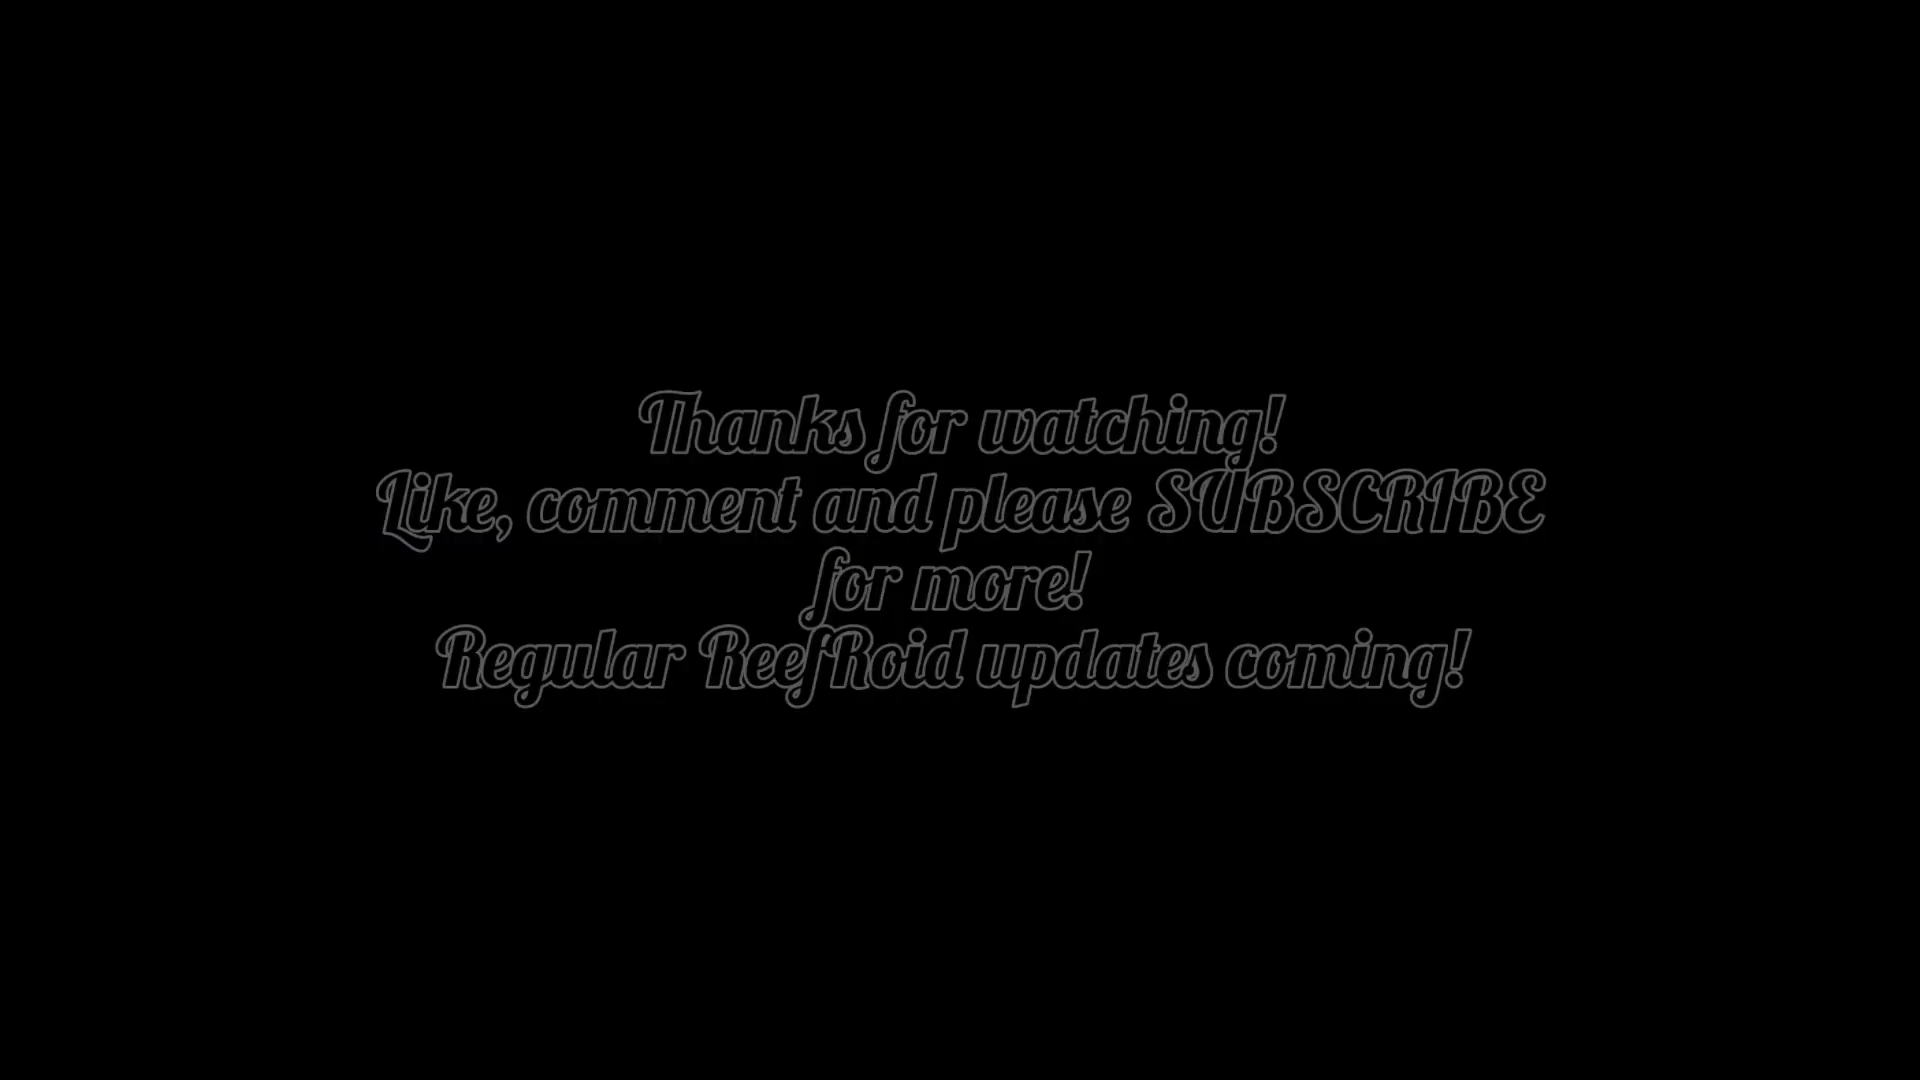 Thanks for watching!
Like, comment and please SUBSCRIBE
for more!
Regular ReefRoid updates coming!